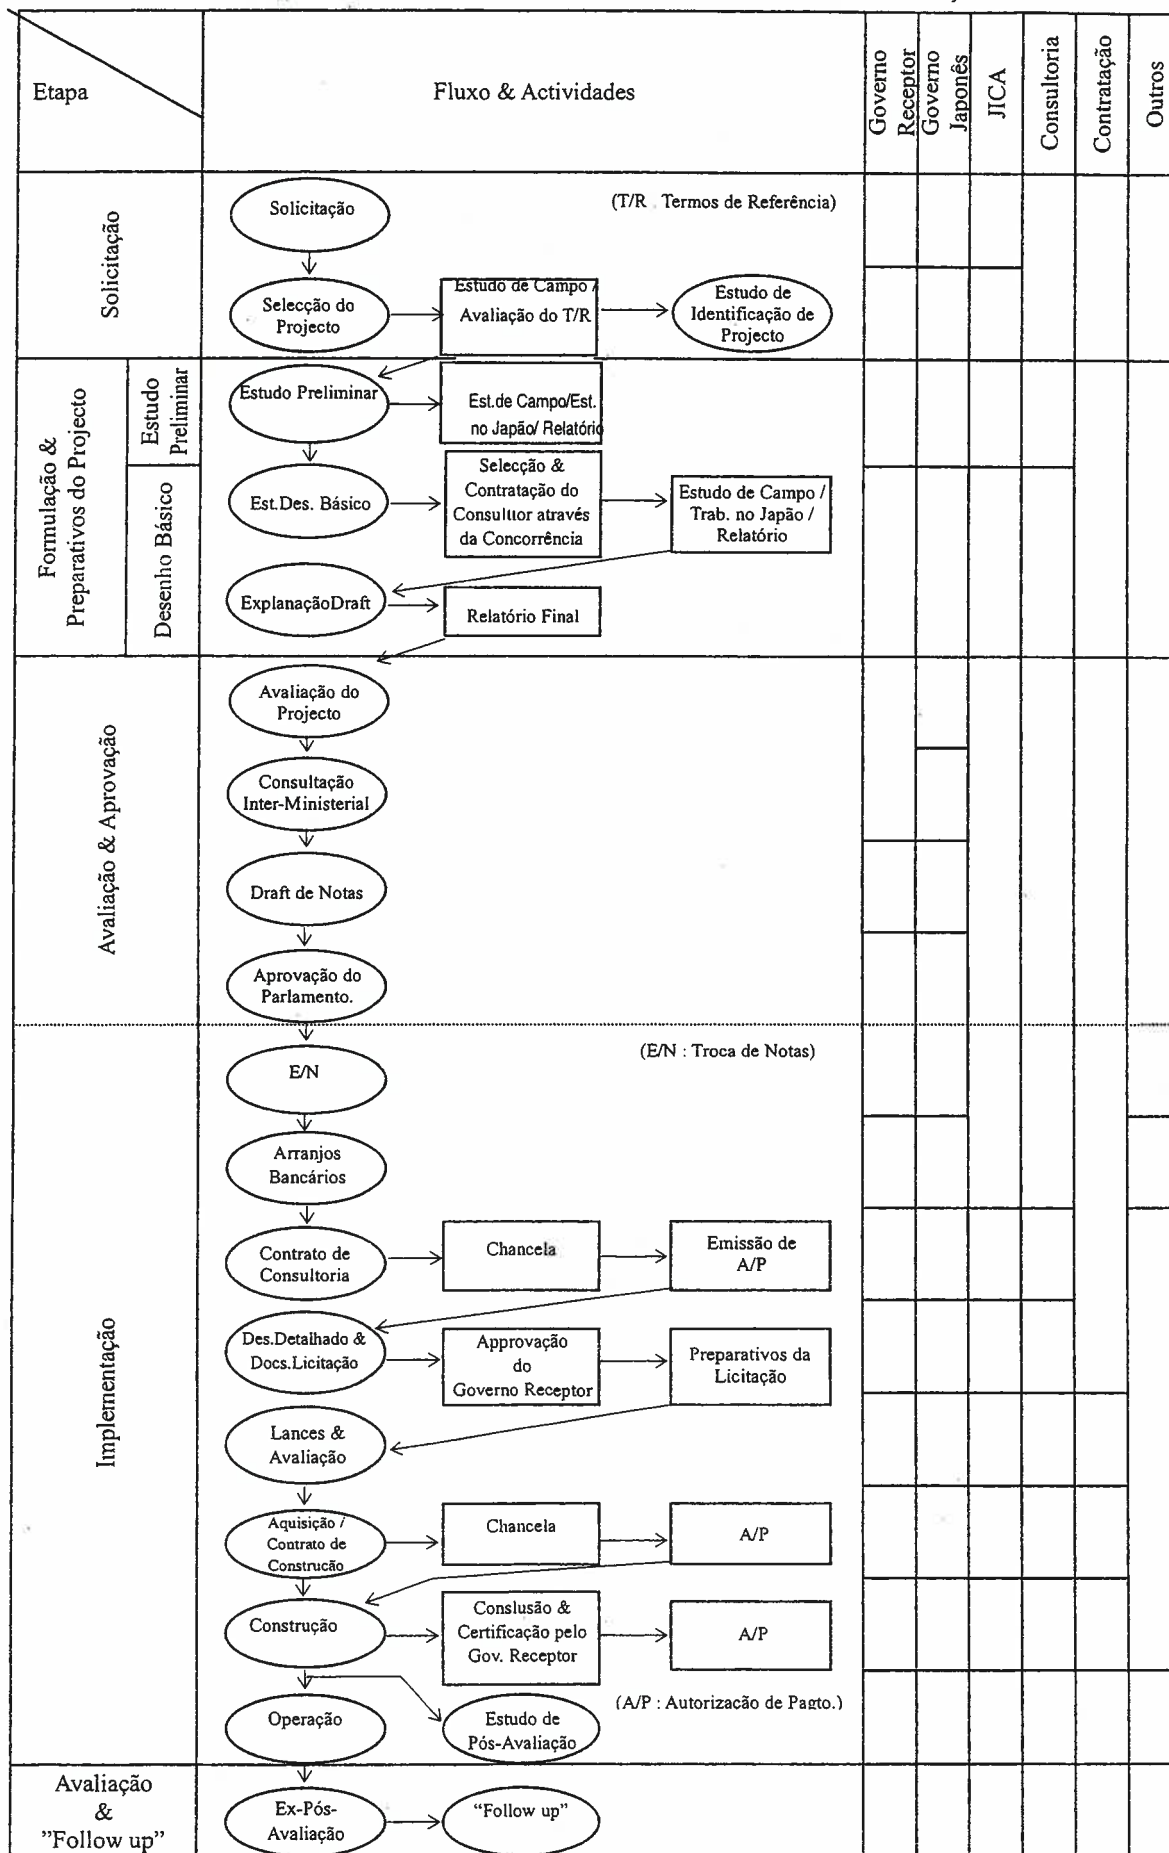 Etapa
Fluxo & Actividades
Governo
Receptor
Governo
Japonês
JICA
Consultoria
Contratação
Outros
Solicitação
Solicitação
(T/R . Termos de Referência)
Selecção do
Projecto
Estudo de Campo /
Avaliação do T/R
Estudo de
Identificação de
Projecto
Formulação &
Preparativos do Projecto
Estudo
Preliminar
Estudo Preliminar
Est.de Campo/Est.
no Japão/ Relatório
Desenho Básico
Est.Des. Básico
Selecção &
Contratação do
Consulttor através
da Concorrência
Estudo de Campo /
Trab. no Japão /
Relatório
ExplanaçãoDraft
Relatório Final
Avaliação & Aprovação
Avaliação do
Projecto
Consultação
Inter-Ministerial
Draft de Notas
Aprovação do
Parlamento.
Implementação
E/N
(E/N : Troca de Notas)
Arranjos
Bancários
Contrato de
Consultoria
Chancela
Emissão de
A/P
Des.Detalhado &
Docs.Licitação
Approvação
do
Governo Receptor
Preparativos da
Licitação
Lances &
Avaliação
Aquisição /
Contrato de
Construcão
Chancela
A/P
Construção
Conslusão &
Certificação pelo
Gov. Receptor
A/P
Operação
Estudo de
Pós-Avaliação
(A/P : Autorização de Pagto.)
Avaliação
&
"Follow up"
Ex-Pós-
Avaliação
"Follow up"